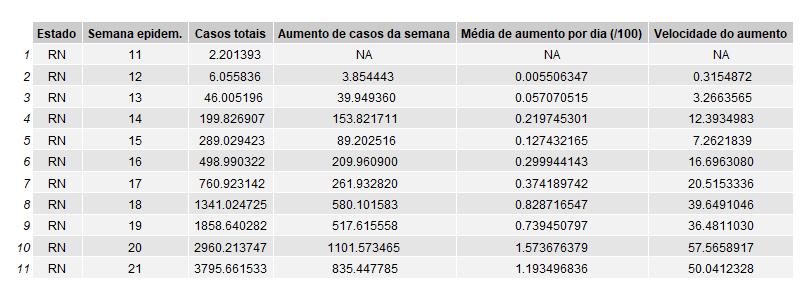 Estado Semana epidem. Casos totais Aumento de casos da semana Média de aumento por dia (/100) Velocidade do aumento
1 RN 11 2.201393 NA NA NA
2 RN 12 6.055836 3.854443 0.005506347 0.3154872
3 RN 13 46.005196 39.949360 0.057070515 3.2663565
4 RN 14 199.826907 153.821711 0.219745301 12.3934983
5 RN 15 289.029423 89.202516 0.127432165 7.2621839
6 RN 16 498.990322 209.960900 0.299944143 16.6963080
7 RN 17 760.923142 261.932820 0.374189742 20.5153336
8 RN 18 1341.024725 580.101583 0.828716547 39.6491046
9 RN 19 1858.640282 517.615558 0.739450797 36.4811030
10 RN 20 2960.213747 1101.573465 1.573676379 57.5658917
11 RN 21 3795.661533 835.447785 1.193496836 50.0412328